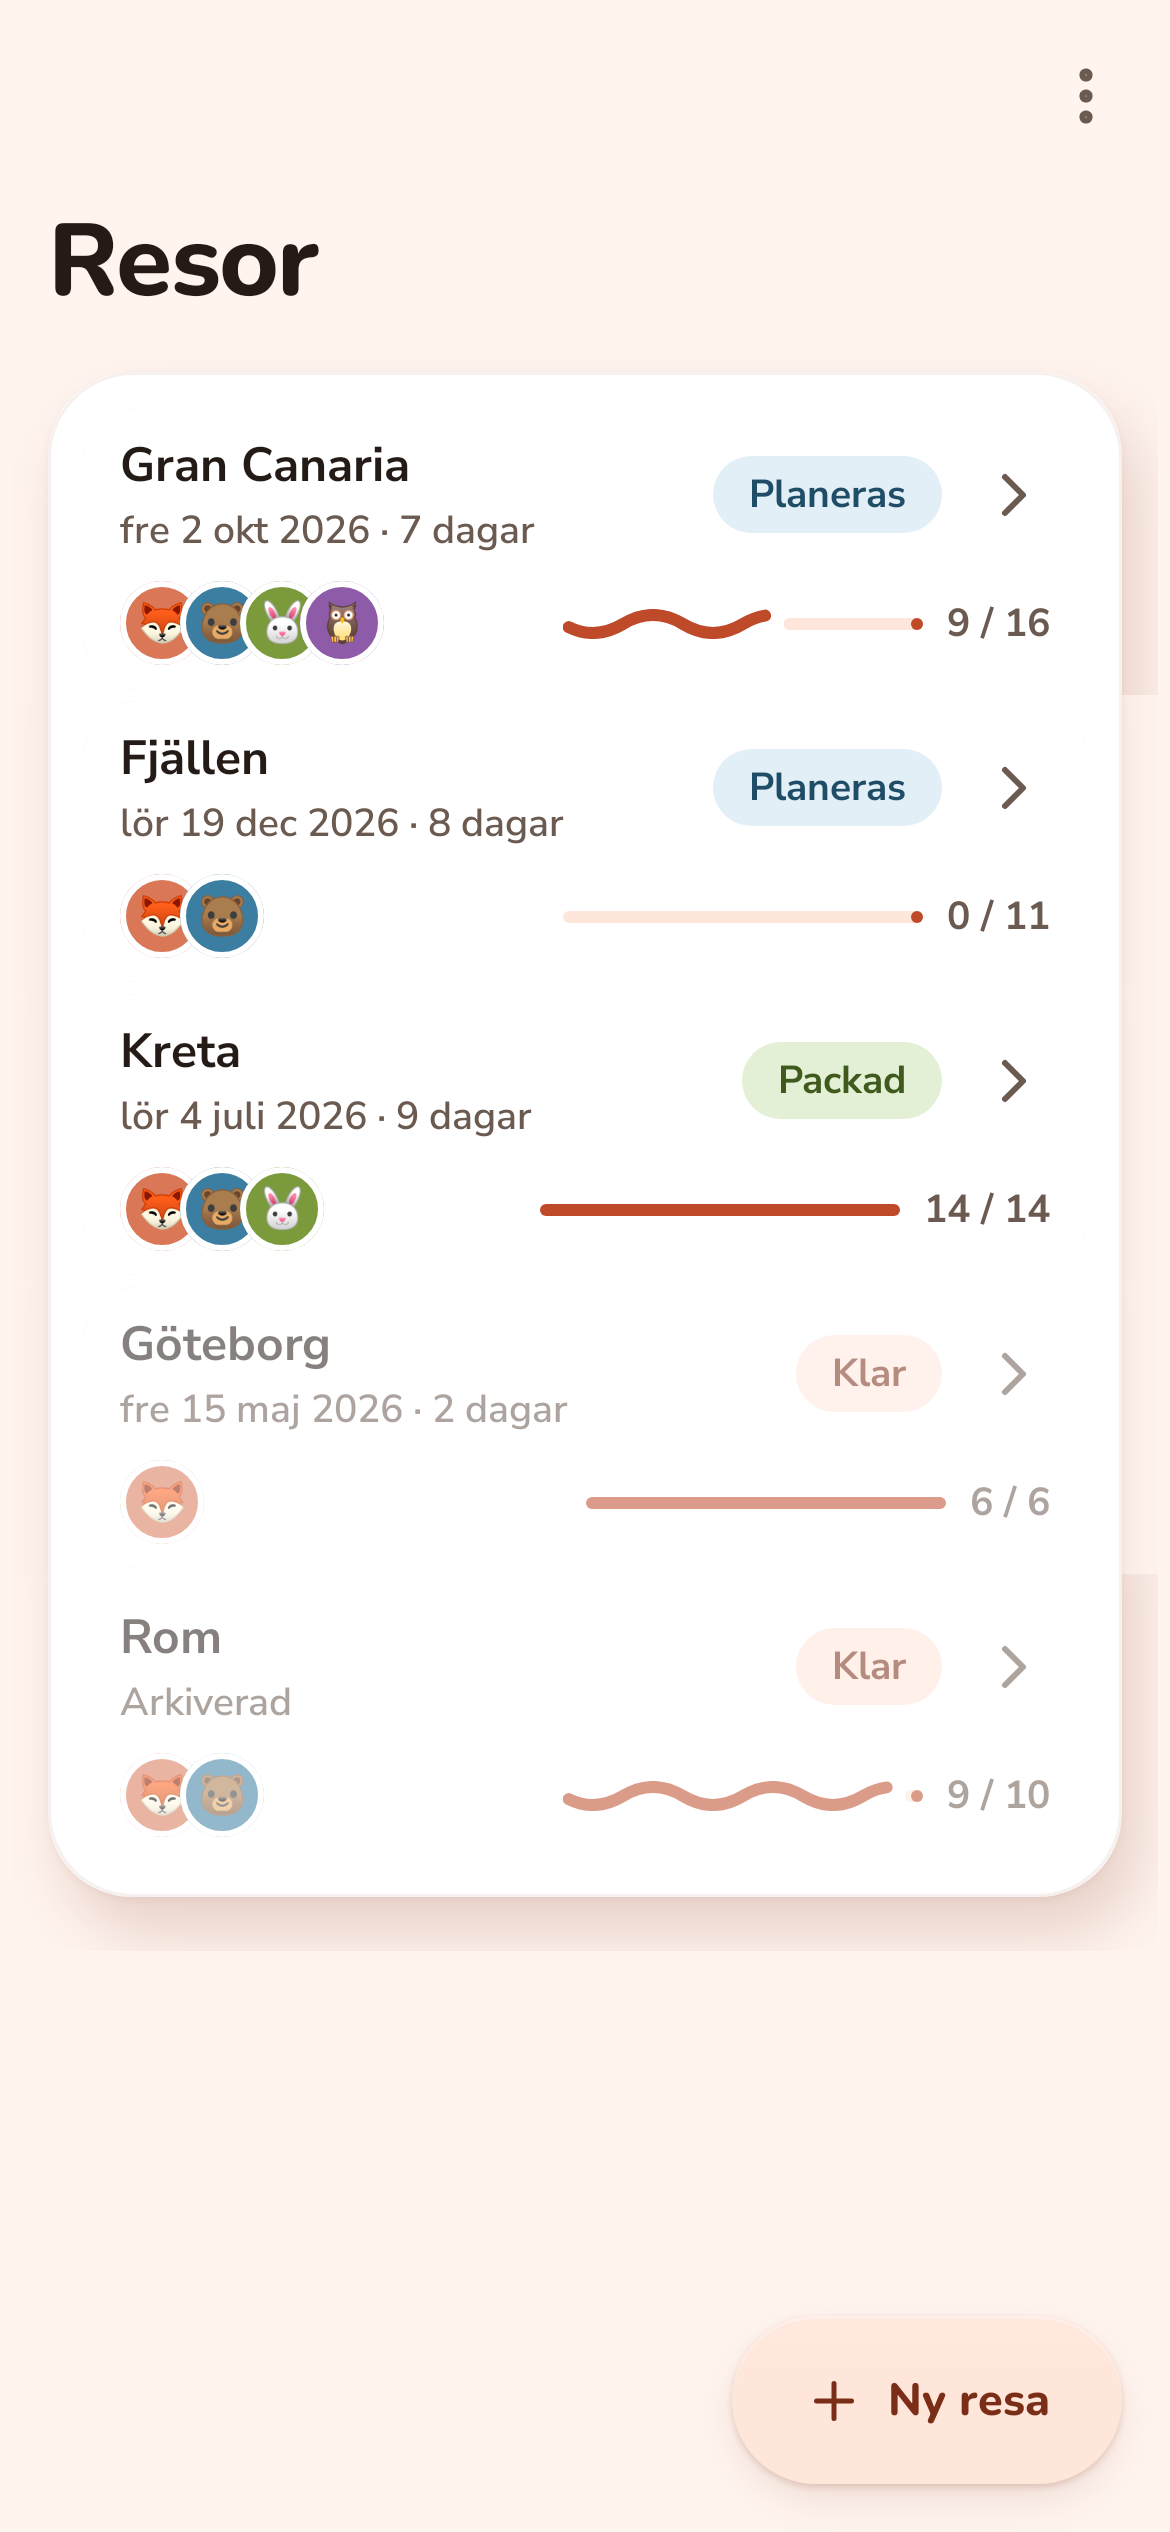 Resor
Gran Canaria
Planeras
fre 2 okt 2026 · 7 dagar
9 / 16
Fjällen
Planeras
lör 19 dec 2026 · 8 dagar
0 / 11
Kreta
Packad
lör 4 juli 2026 · 9 dagar
14 / 14
Göteborg
Klar
fre 15 maj 2026 · 2 dagar
6 / 6
Rom
Klar
Arkiverad
9 / 10
Ny resa